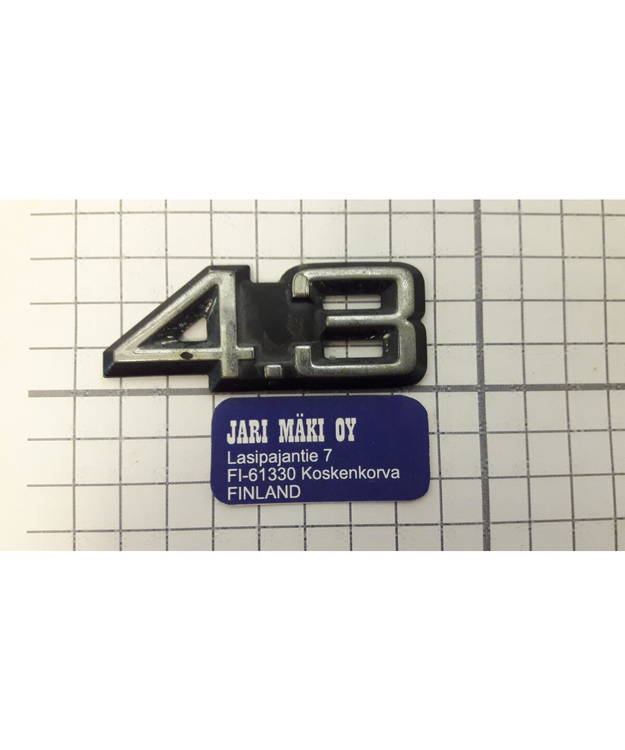 4.3
JARI MÄKI OY
Lasipajantie 7
FI-61330 Koskenkorva
FINLAND